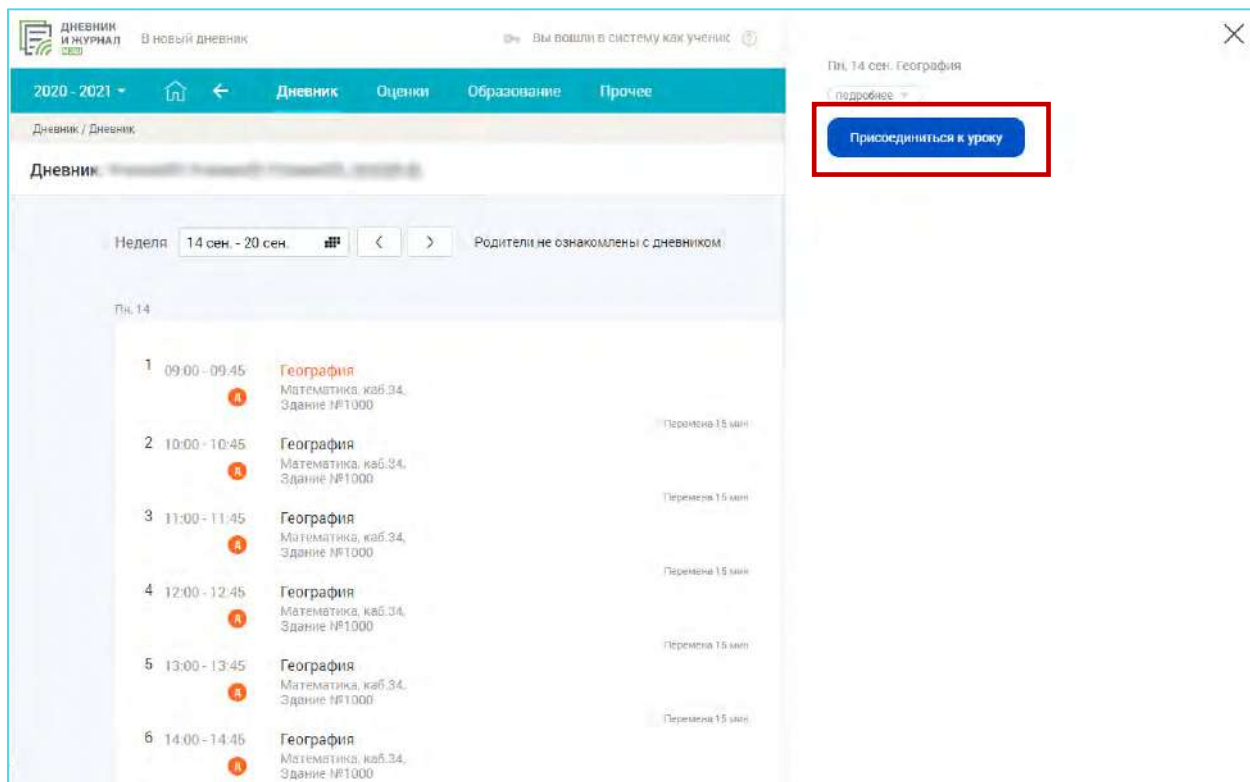 ДНЕВНИК
И ЖУРНАЛ
В новый дневник
Вы вошли в систему как ученик
2020 - 2021
Дневник
Оценки
Образование
Прочее
Дневник / Дневник
Дневник
Неделя
14 сен. - 20 сен.
Родители не ознакомлены с дневником
Пн, 14
1 09:00 - 09:45 География
Д Математика, каб.34,
Здание №1000
Перемена 15 мин
2 10:00 - 10:45 География
Д Математика, каб.34,
Здание №1000
Перемена 15 мин
3 11:00 - 11:45 География
Д Математика, каб.34,
Здание №1000
Перемена 15 мин
4 12:00 - 12:45 География
Д Математика, каб.34,
Здание №1000
Перемена 15 мин
5 13:00 - 13:45 География
Д Математика, каб.34,
Здание №1000
Перемена 15 мин
6 14:00 - 14:45 География
Д Математика, каб.34,
Здание №1000
Пн, 14 сен. География
подробнее
Присоединиться к уроку